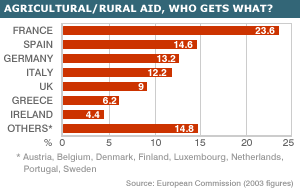 AGRICULTURAL/RURAL AID, WHO GETS WHAT?
FRANCE 23.6
SPAIN 14.6
GERMANY 13.2
ITALY 12.2
UK 9
GREECE 6.2
IRELAND 4.4
OTHERS* 14.8
% 0 5 10 15 20 25
* Austria, Belgium, Denmark, Finland, Luxembourg, Netherlands,
Portugal, Sweden
Source: European Commission (2003 figures)